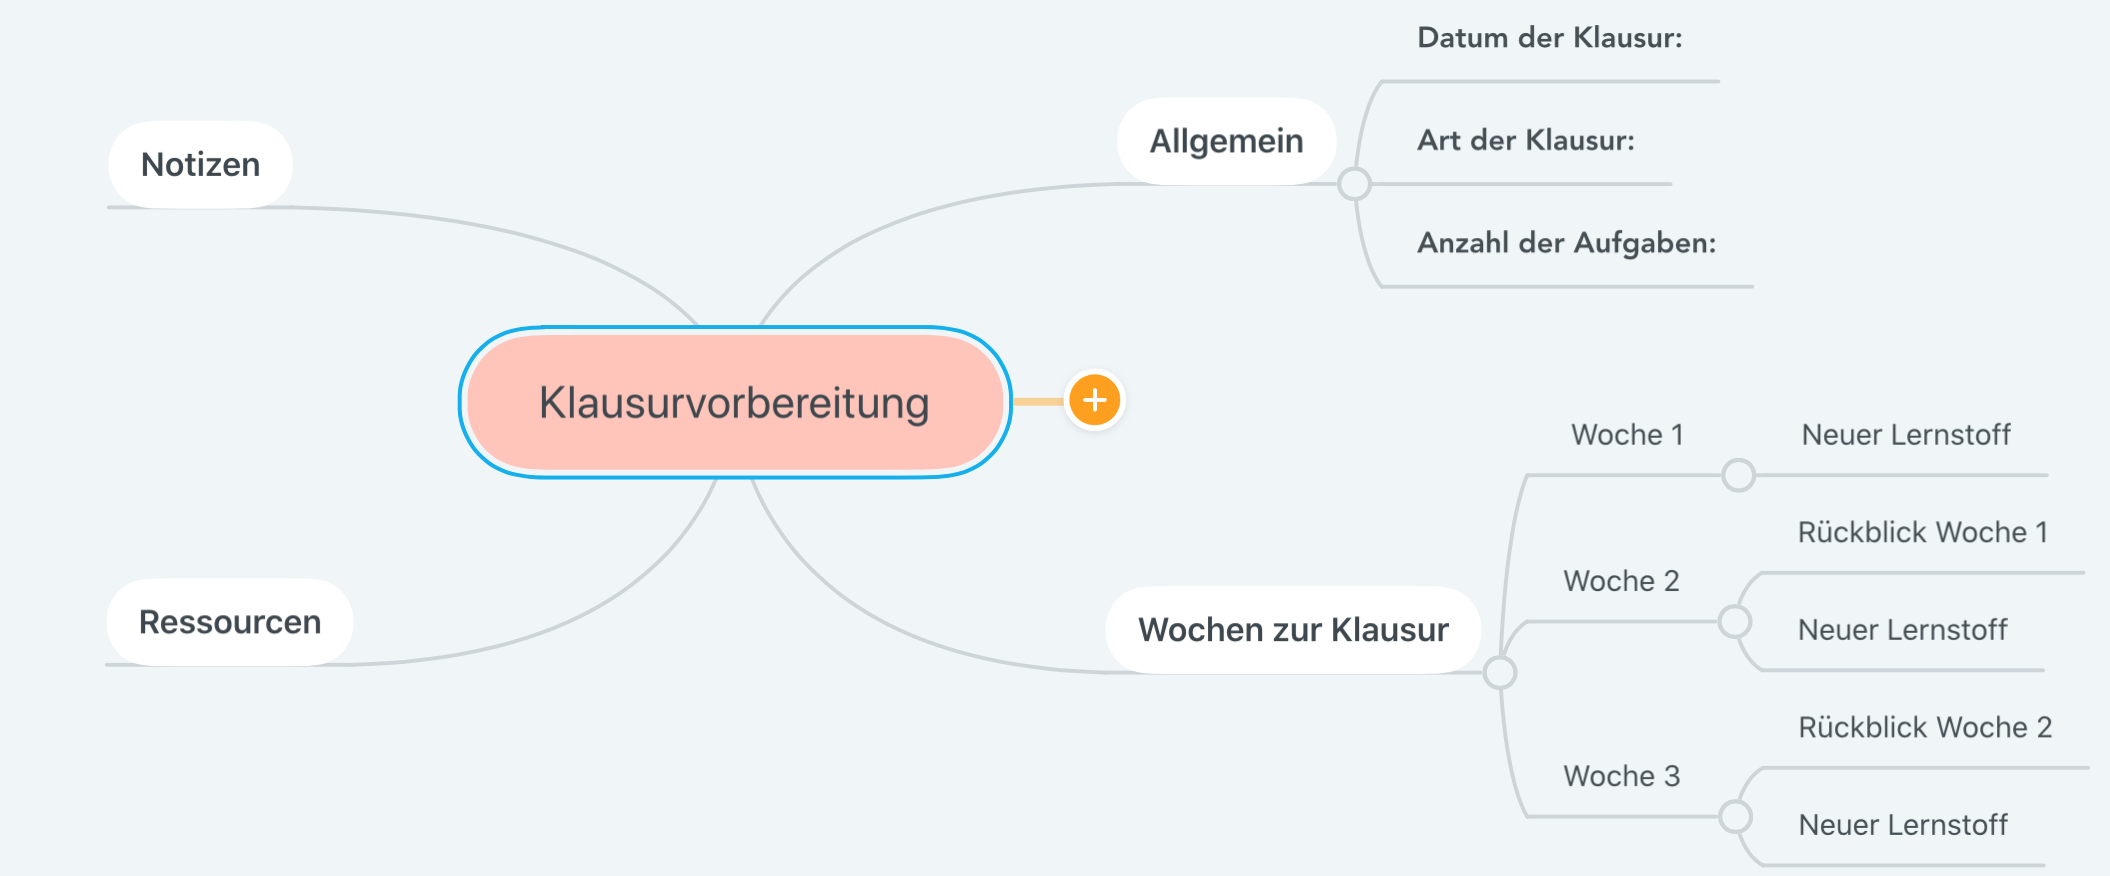 Datum der Klausur:
Art der Klausur:
Allgemein
Anzahl der Aufgaben:
Notizen
Klausurvorbereitung
Ressourcen
Wochen zur Klausur
Woche 1
Neuer Lernstoff
Woche 2
Rückblick Woche 1
Neuer Lernstoff
Woche 3
Rückblick Woche 2
Neuer Lernstoff